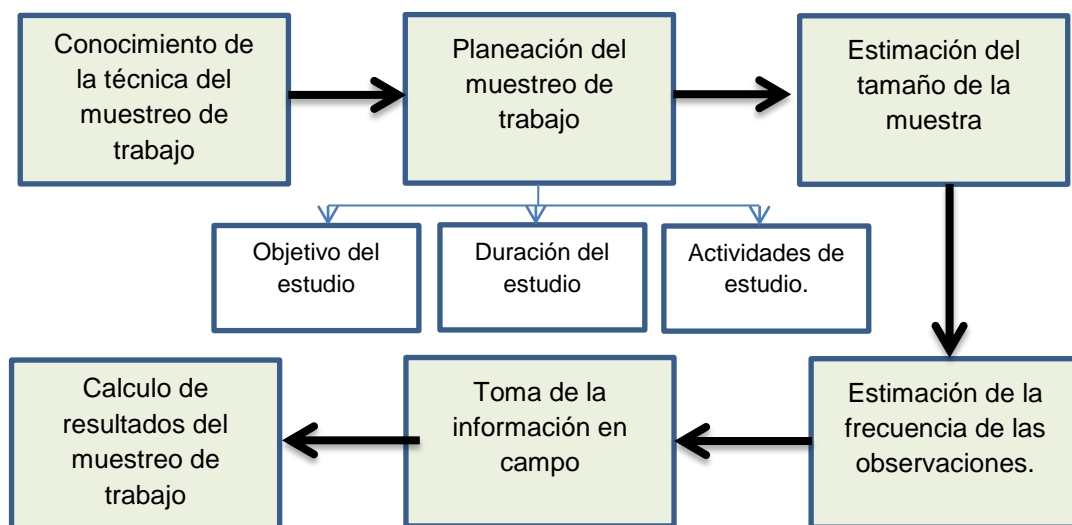 Conocimiento de
la técnica del
muestreo de
trabajo
Planeación del
muestreo de
trabajo
Estimación del
tamaño de la
muestra
Objetivo del
estudio
Duración del
estudio
Actividades de
estudio.
Estimación de la
frecuencia de las
observaciones.
Toma de la
información en
campo
Calculo de
resultados del
muestreo de
trabajo